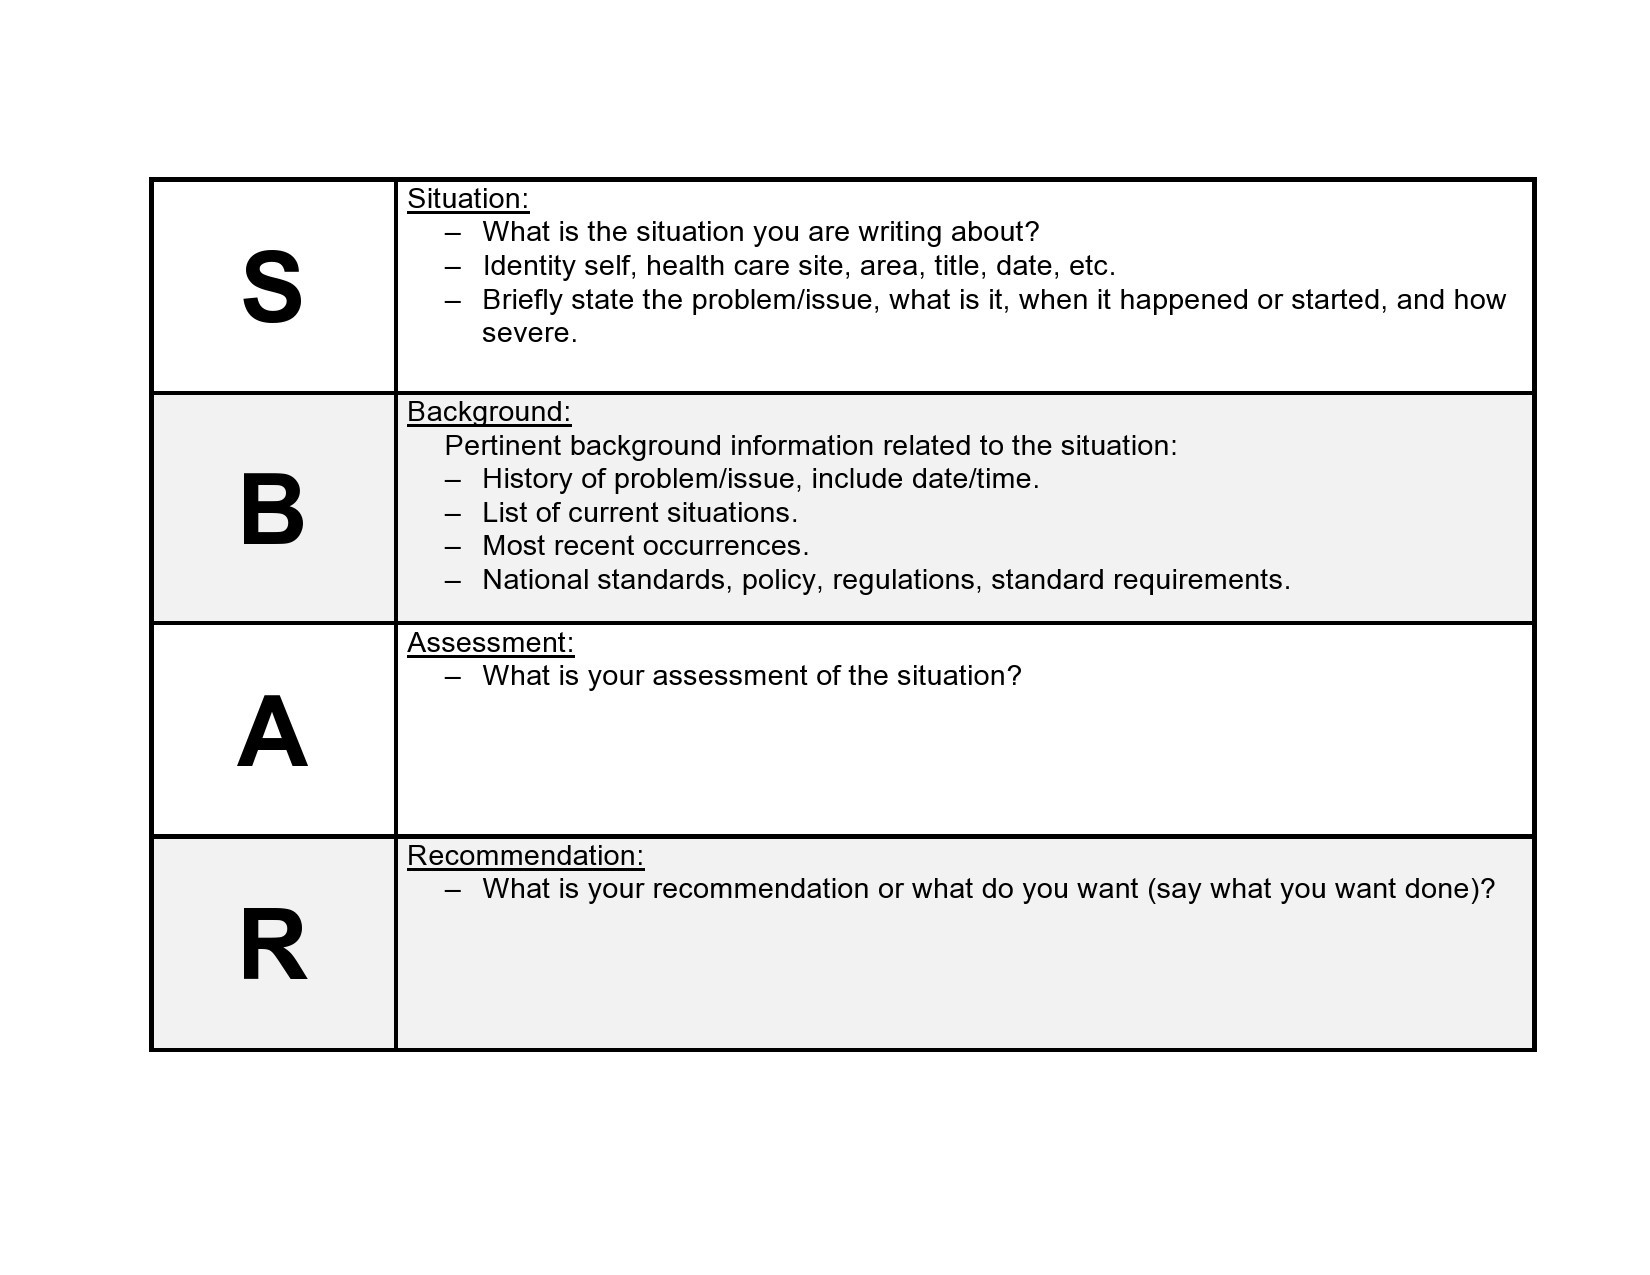 S
Situation:
– What is the situation you are writing about?
– Identity self, health care site, area, title, date, etc.
– Briefly state the problem/issue, what is it, when it happened or started, and how
severe.
B
Background:
Pertinent background information related to the situation:
– History of problem/issue, include date/time.
– List of current situations.
– Most recent occurrences.
– National standards, policy, regulations, standard requirements.
A
Assessment:
– What is your assessment of the situation?
R
Recommendation:
– What is your recommendation or what do you want (say what you want done)?